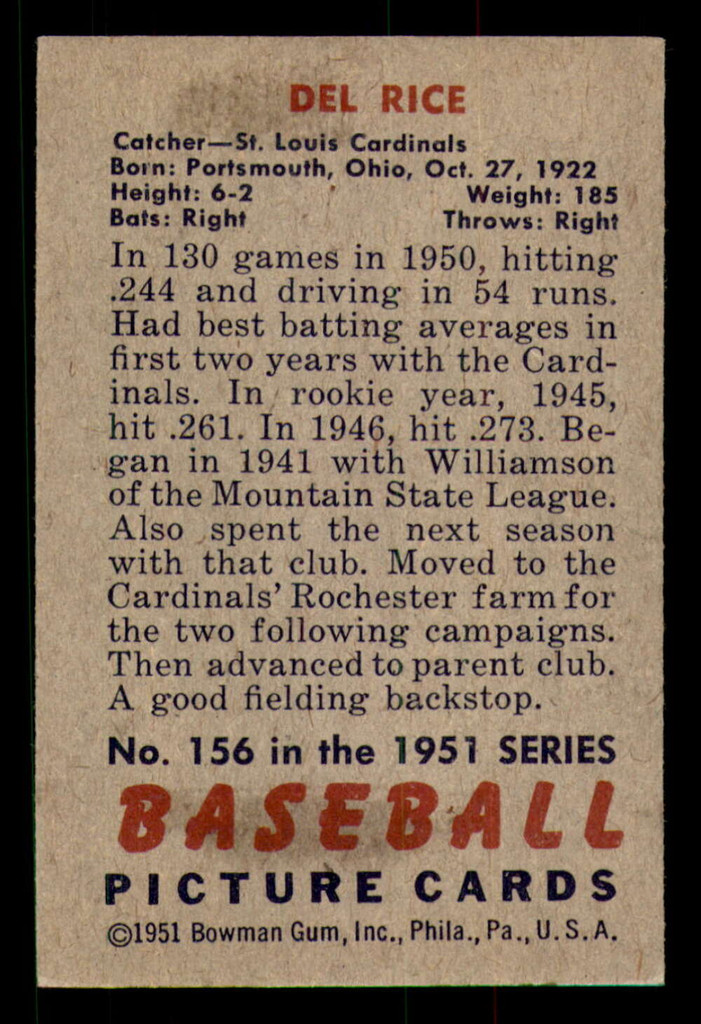 DEL RICE
Catcher—St. Louis Cardinals
Born: Portsmouth, Ohio, Oct. 27, 1922
Height: 6-2 Weight: 185
Bats: Right Throws: Right
In 130 games in 1950, hitting
.244 and driving in 54 runs.
Had best batting averages in
first two years with the Card-
inals. In rookie year, 1945,
hit .261. In 1946, hit .273. Be-
gan in 1941 with Williamson
of the Mountain State League.
Also spent the next season
with that club. Moved to the
Cardinals' Rochester farm for
the two following campaigns.
Then advanced to parent club.
A good fielding backstop.
No. 156 in the 1951 SERIES
BASEBALL
PICTURE CARDS
©1951 Bowman Gum, Inc., Phila., Pa., U.S.A.